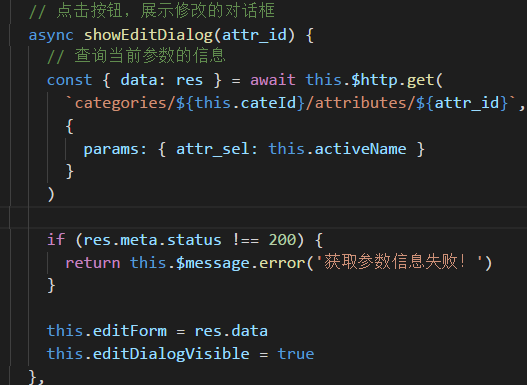 // 点击按钮，展示修改的对话框
async showEditDialog(attr_id) {
// 查询当前参数的信息
const { data: res } = await this.$http.get(
`categories/${this.cateId}/attributes/${attr_id}`,
{
params: { attr_sel: this.activeName }
}
)
if (res.meta.status !== 200) {
return this.$message.error('获取参数信息失败！')
}
this.editForm = res.data
this.editDialogVisible = true
},